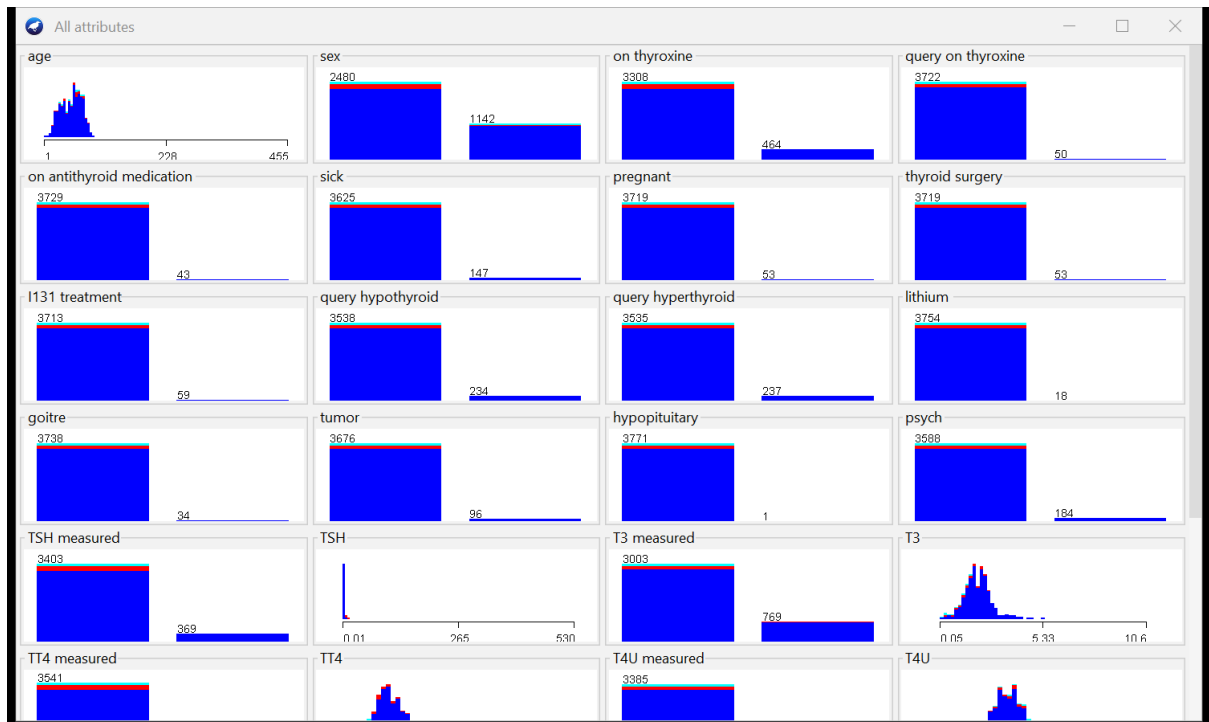 All attributes
age sex on thyroxine query on thyroxine
2480 3308 3722
1142 464 50
1 228 455
on antithyroid medication sick pregnant thyroid surgery
3729 3625 3719 3719
43 147 53 53
I131 treatment query hypothyroid query hyperthyroid lithium
3713 3538 3535 3754
59 234 237 18
goitre tumor hypopituitary psych
3738 3676 3771 3588
34 96 1 184
TSH measured TSH T3 measured T3
3403 3003
369 769
0.01 265 530 0.05 5.33 10.6
TT4 measured TT4 T4U measured T4U
3541 3385